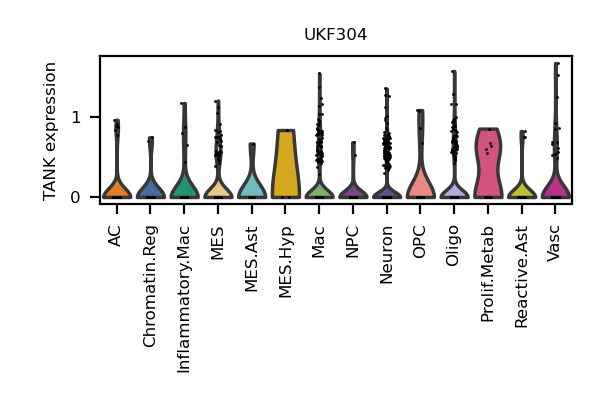 UKF304
TANK expression
1
0
AC
Chromatin.Reg
Inflammatory.Mac
MES
MES.Ast
MES.Hyp
Mac
NPC
Neuron
OPC
Oligo
Prolif.Metab
Reactive.Ast
Vasc